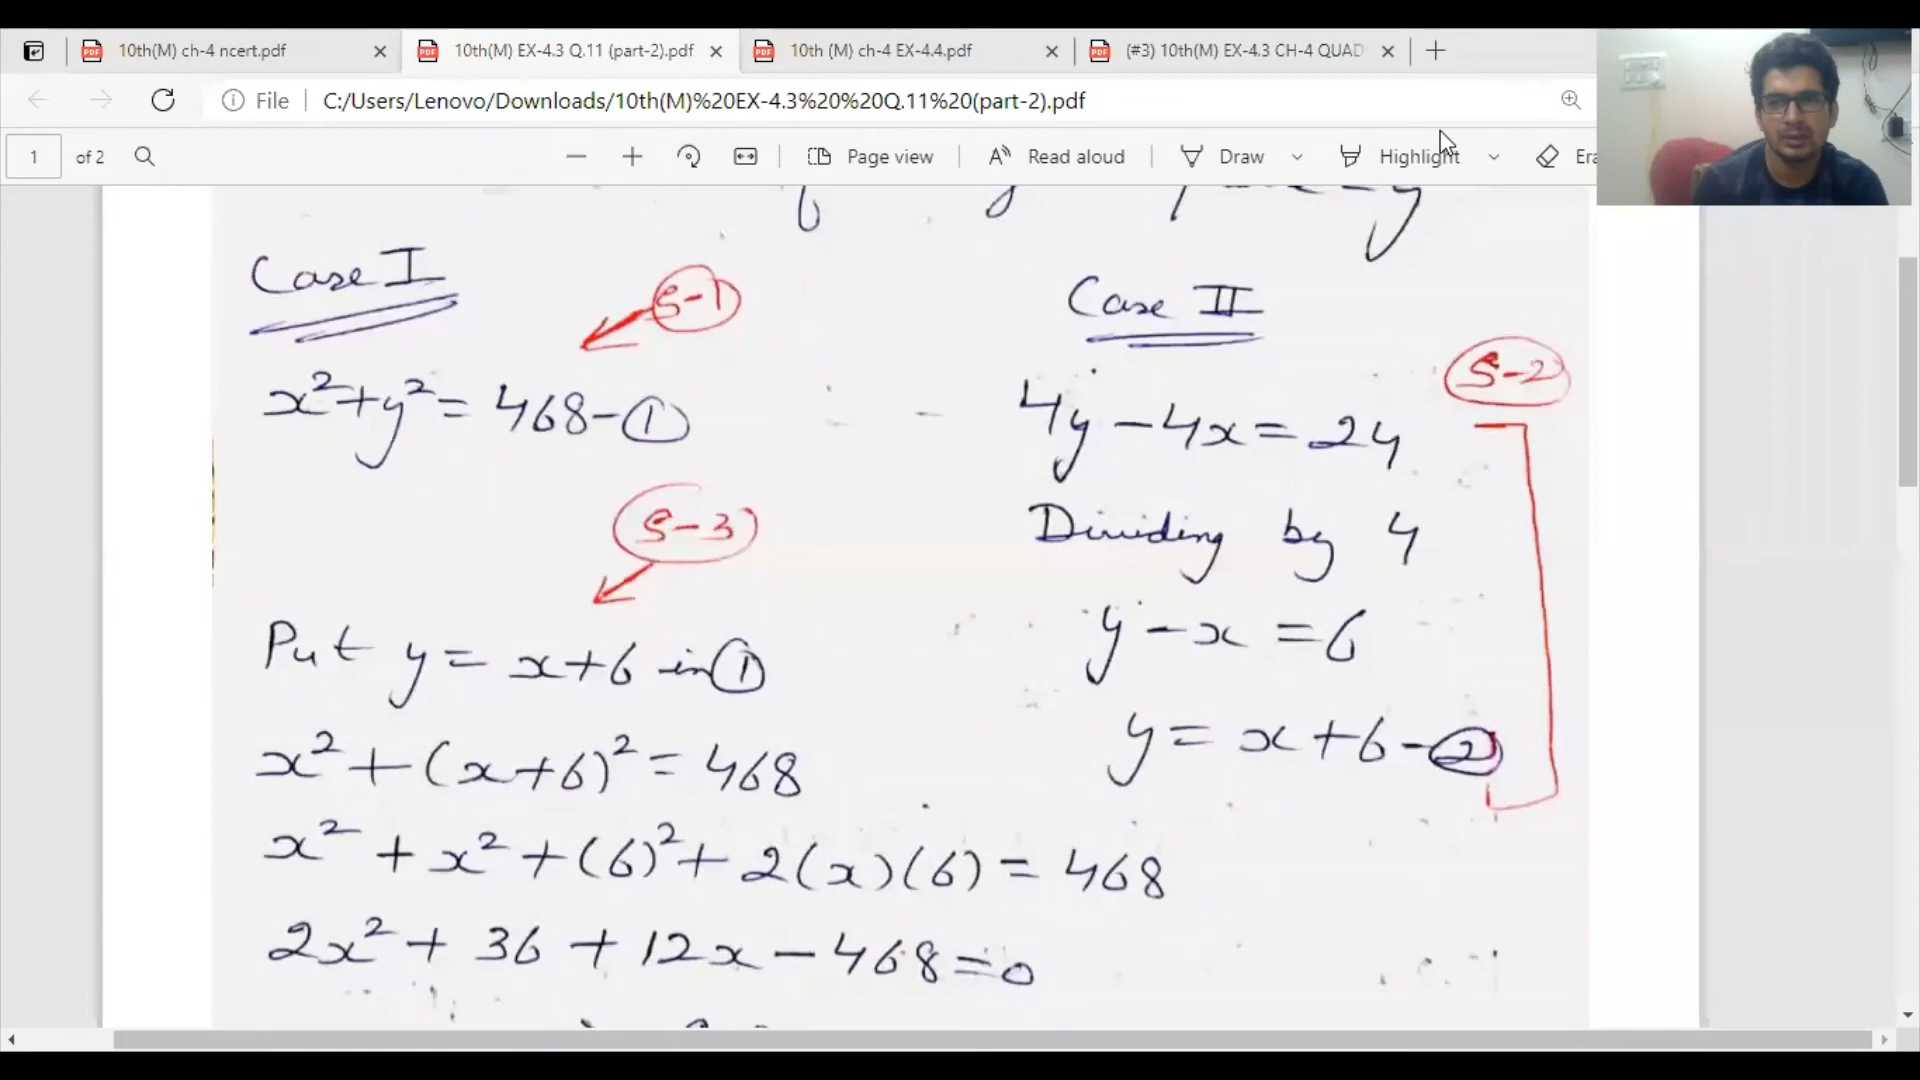 10th(M) ch-4 ncert.pdf
10th(M) EX-4.3 Q.11 (part-2).pdf
10th (M) ch-4 EX-4.4.pdf
(#3) 10th(M) EX-4.3 CH-4 QUAD
File
C:/Users/Lenovo/Downloads/10th(M)%20EX-4.3%20%20Q.11%20(part-2).pdf
1 of 2
Page view
Read aloud
Draw
Highlight
Era
Case I
S-1
x²+y²= 468-①
S-3
Put y = x+6 in ①
x² + (x+6)² = 468
x² + x² + (6)² + 2(x)(6) = 468
2x² + 36 + 12x - 468 = 0
Case II
S-2
4y - 4x = 24
Dividing by 4
y - x = 6
y = x+6 - ②